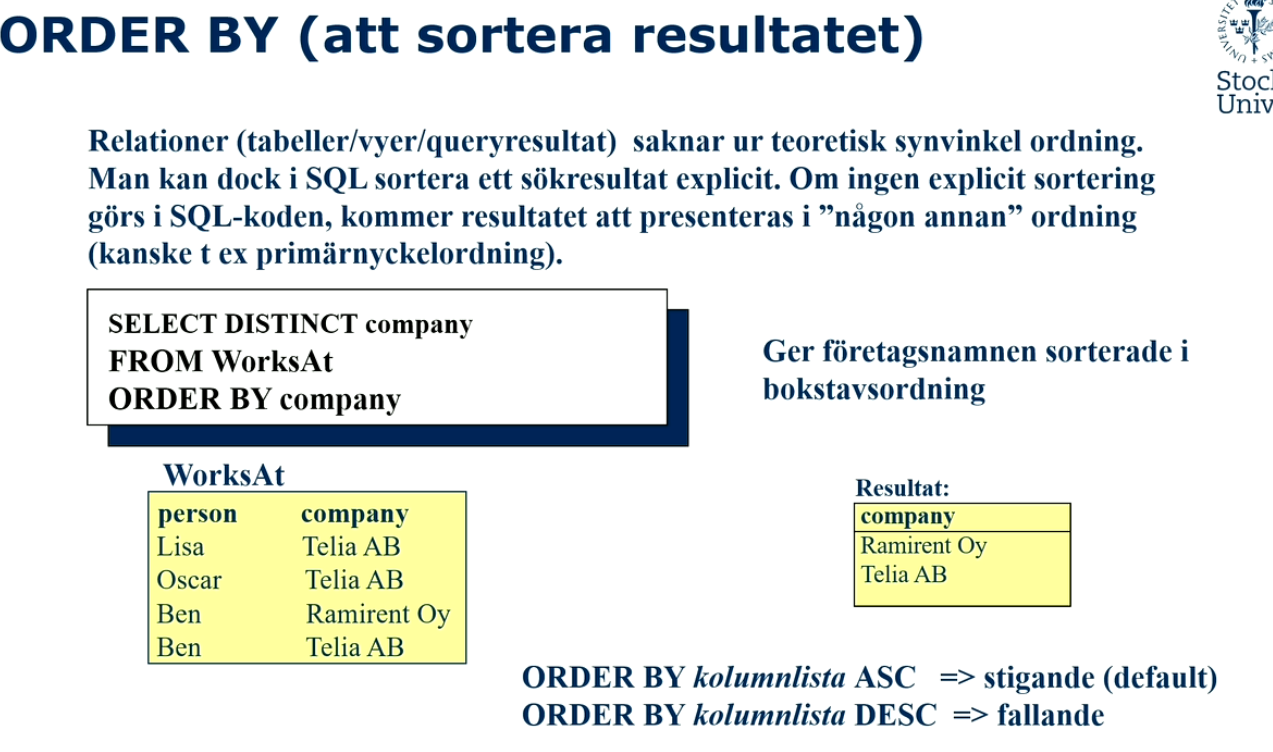 ORDER BY (att sortera resultatet)
Relationer (tabeller/vyer/queryresultat) saknar ur teoretisk synvinkel ordning.
Man kan dock i SQL sortera ett sökresultat explicit. Om ingen explicit sortering
görs i SQL-koden, kommer resultatet att presenteras i ”någon annan” ordning
(kanske t ex primärnyckelordning).
SELECT DISTINCT company
FROM WorksAt
ORDER BY company
Ger företagsnamnen sorterade i
bokstavsordning
WorksAt
person company
Lisa Telia AB
Oscar Telia AB
Ben Ramirent Oy
Ben Telia AB
Resultat:
company
Ramirent Oy
Telia AB
ORDER BY kolumnlista ASC => stigande (default)
ORDER BY kolumnlista DESC => fallande